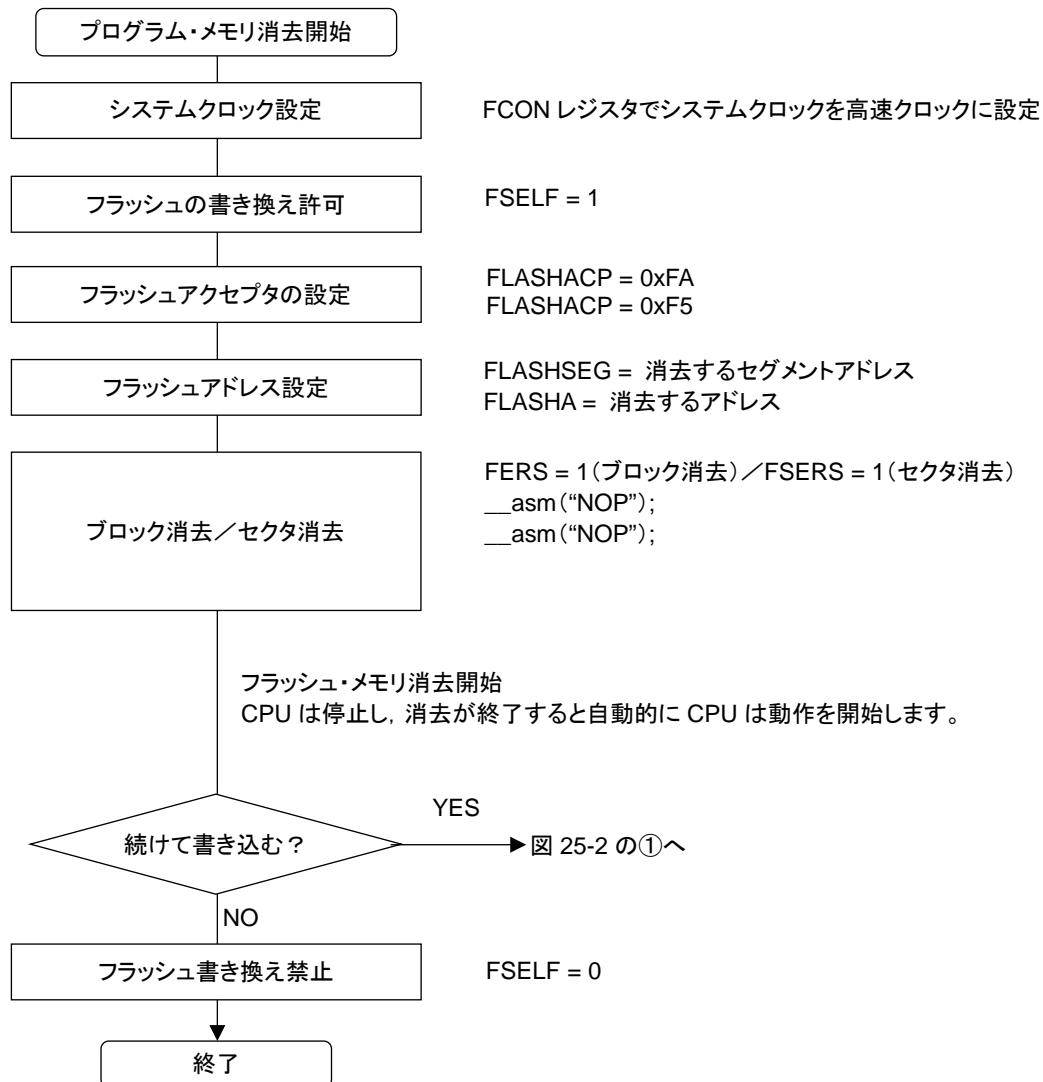 プログラム・メモリ消去開始
システムクロック設定
FCON レジスタでシステムクロックを高速クロックに設定
フラッシュの書き換え許可
FSELF = 1
フラッシュアクセプタの設定
FLASHACP = 0xFA
FLASHACP = 0xF5
フラッシュアドレス設定
FLASHSEG = 消去するセグメントアドレス
FLASHA = 消去するアドレス
ブロック消去／セクタ消去
FERS = 1(ブロック消去)／FSERS = 1(セクタ消去)
__asm(“NOP”);
__asm(“NOP”);
フラッシュ・メモリ消去開始
CPU は停止し, 消去が終了すると自動的に CPU は動作を開始します。
続けて書き込む？
YES
図 25-2 の①へ
NO
フラッシュ書き換え禁止
FSELF = 0
終了